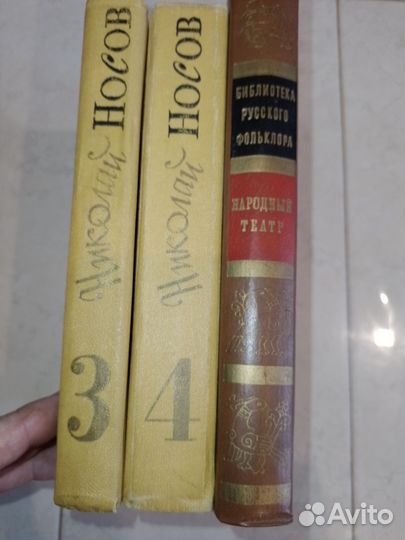 Николай Носов
3
Николай Носов
4
БИБЛИОТЕКА
РУССКОГО
ФОЛЬКЛОРА
НАРОДНЫЙ
ТЕАТР
Avito